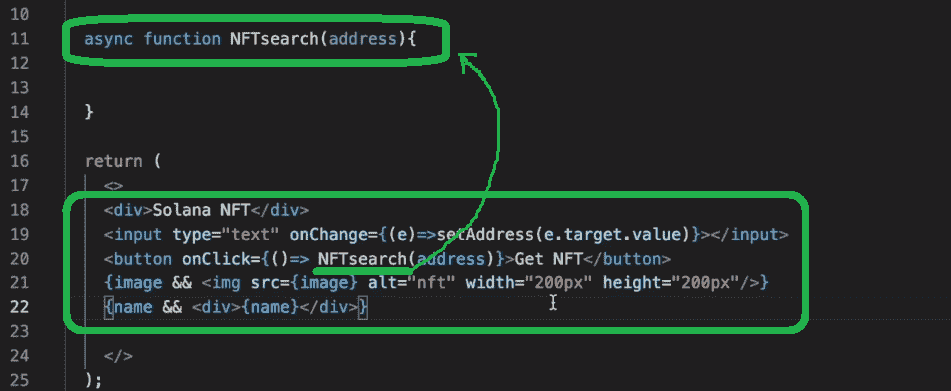 10
11 async function NFTsearch(address){
12
13
14 }
15
16 return (
17 <>
18 <div>Solana NFT</div>
19 <input type="text" onChange={(e)=>setAddress(e.target.value)}></input>
20 <button onClick={()=> NFTsearch(address)}>Get NFT</button>
21 {image && <img src={image} alt="nft" width="200px" height="200px"/>}
22 {name && <div>{name}</div>}
23
24 </>
25 );